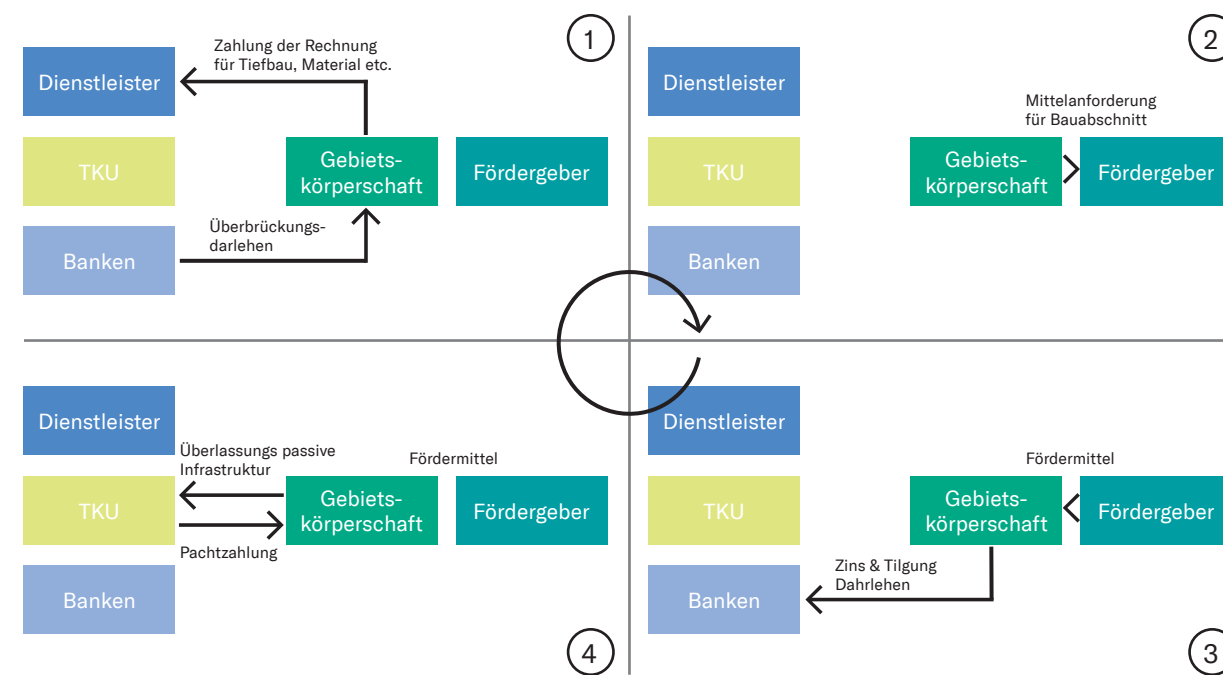 1
Zahlung der Rechnung
für Tiefbau, Material etc.
Dienstleister
TKU
Gebiets-
körperschaft
Fördergeber
Überbrückungs-
darlehen
Banken
2
Dienstleister
Mittelanforderung
für Bauabschnitt
TKU
Gebiets-
körperschaft
Fördergeber
Banken
Dienstleister
Überlassungs passive
Infrastruktur
Fördermittel
TKU
Gebiets-
körperschaft
Fördergeber
Pachtzahlung
Banken
4
Dienstleister
Fördermittel
TKU
Gebiets-
körperschaft
Fördergeber
Zins & Tilgung
Dahrlehen
Banken
3